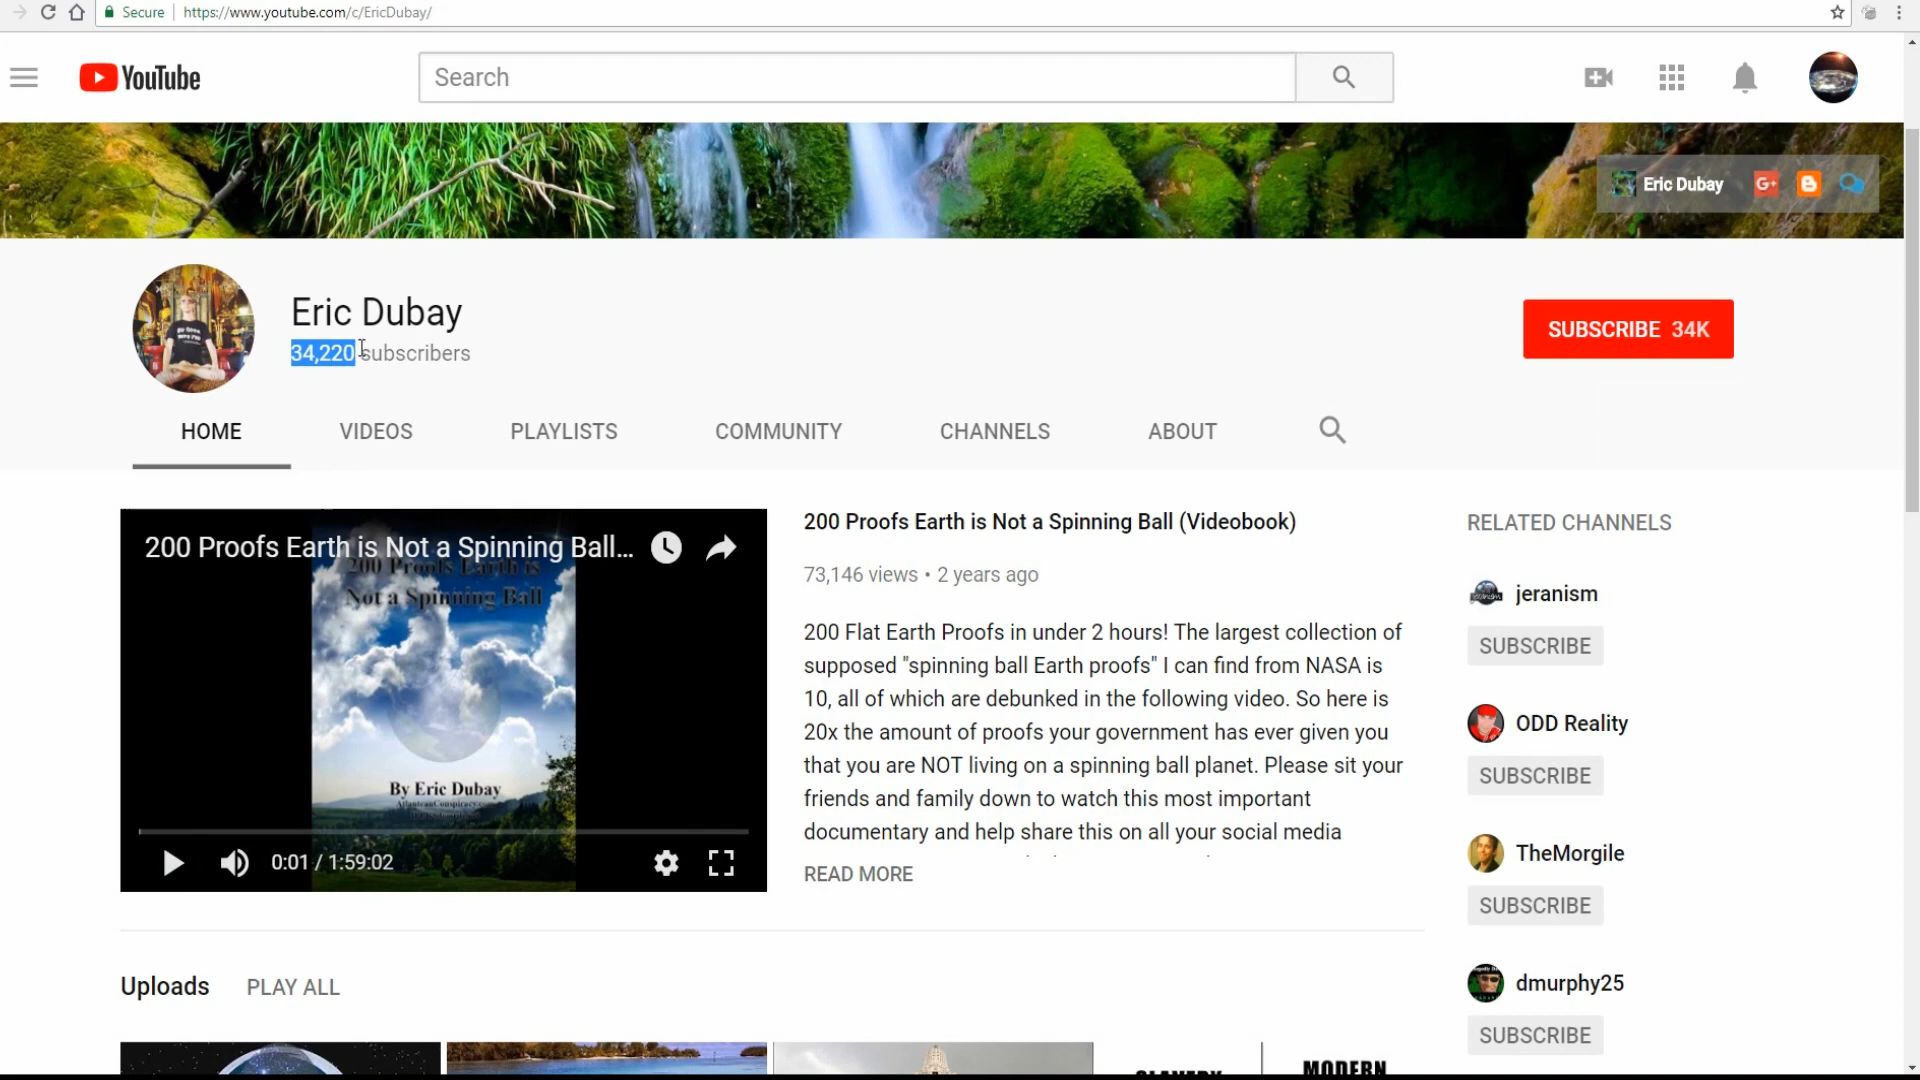 Secure
https://www.youtube.com/c/EricDubay/
YouTube
Search
Eric Dubay
Eric Dubay
34,220 subscribers
SUBSCRIBE 34K
HOME
VIDEOS
PLAYLISTS
COMMUNITY
CHANNELS
ABOUT
200 Proofs Earth is Not a Spinning Ball...
200 Proofs Earth is
Not a Spinning Ball
By Eric Dubay
0:01 / 1:59:02
200 Proofs Earth is Not a Spinning Ball (Videobook)
73,146 views • 2 years ago
200 Flat Earth Proofs in under 2 hours! The largest collection of
supposed "spinning ball Earth proofs" I can find from NASA is
10, all of which are debunked in the following video. So here is
20x the amount of proofs your government has ever given you
that you are NOT living on a spinning ball planet. Please sit your
friends and family down to watch this most important
documentary and help share this on all your social media
READ MORE
RELATED CHANNELS
jeranism
SUBSCRIBE
ODD Reality
SUBSCRIBE
TheMorgile
SUBSCRIBE
dmurphy25
SUBSCRIBE
Uploads
PLAY ALL
SLAVERY
MODERN